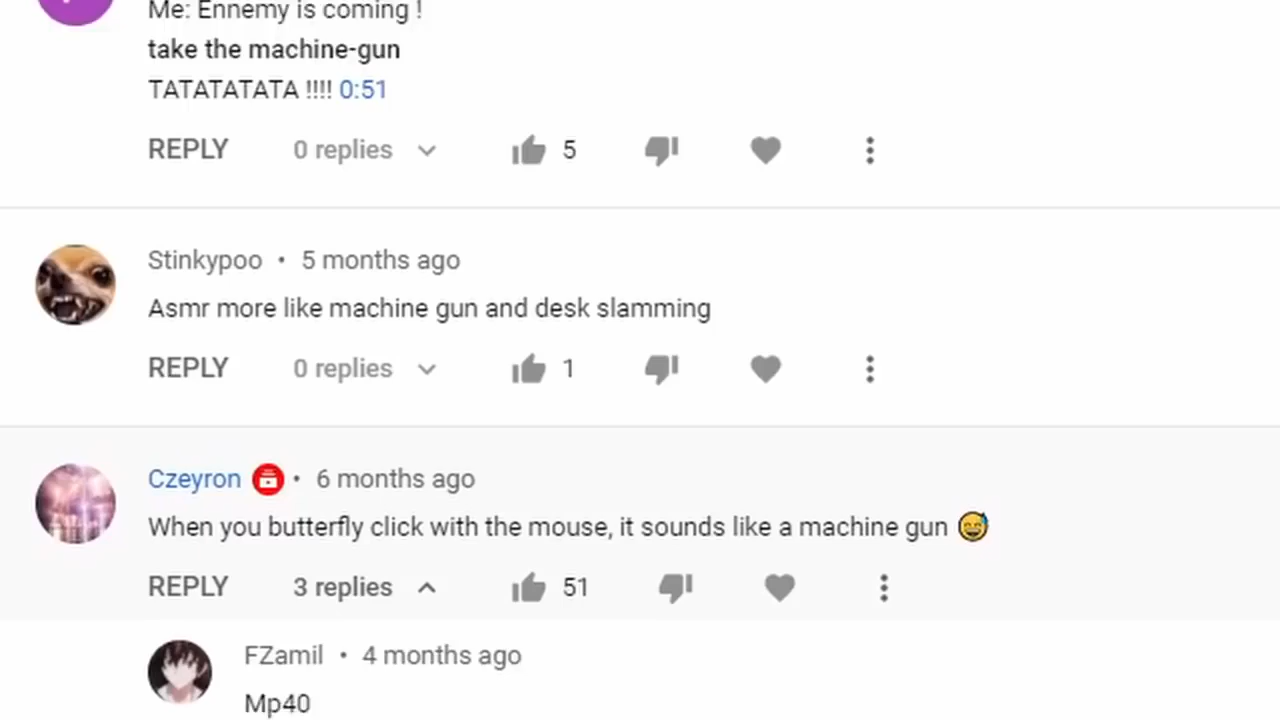 Me: Ennemy is coming !
take the machine-gun
TATATATATA !!!! 0:51
REPLY 0 replies 5
Stinkypoo • 5 months ago
Asmr more like machine gun and desk slamming
REPLY 0 replies 1
Czeyron • 6 months ago
When you butterfly click with the mouse, it sounds like a machine gun 😅
REPLY 3 replies 51
FZamil • 4 months ago
Mp40